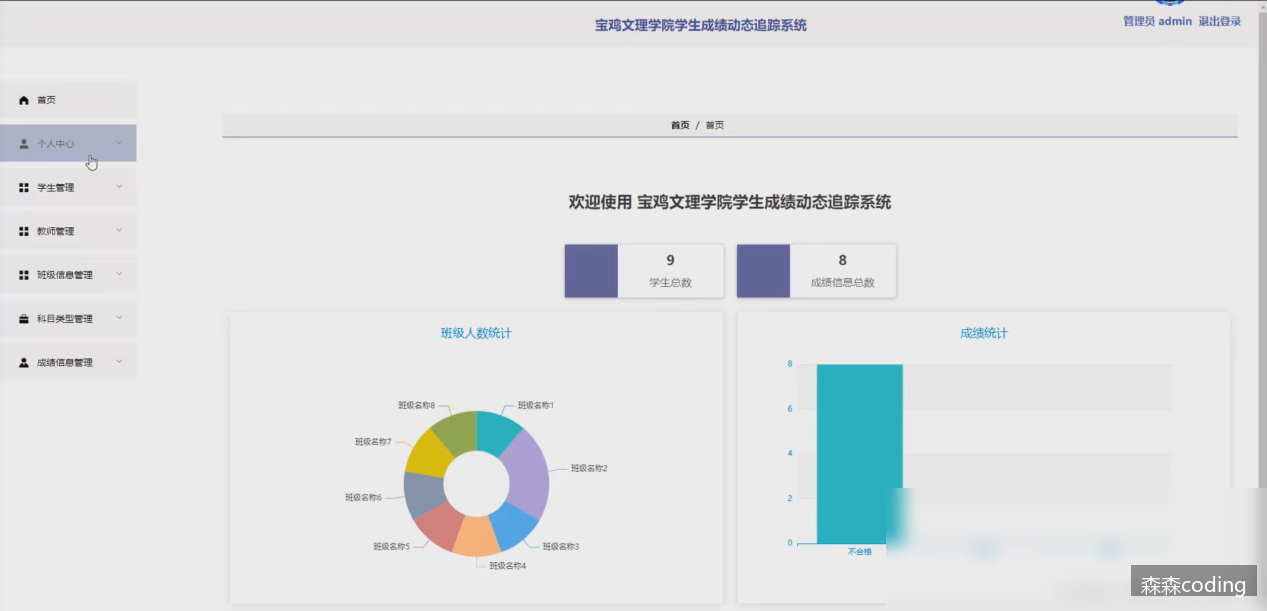 宝鸡文理学院学生成绩动态追踪系统
管理员 admin 退出登录
首页
个人中心
学生管理
教师管理
班级信息管理
科目类型管理
成绩信息管理
首页 / 首页
欢迎使用 宝鸡文理学院学生成绩动态追踪系统
9
学生总数
8
成绩信息总数
班级人数统计
班级名称8
班级名称1
班级名称7
班级名称2
班级名称6
班级名称5
班级名称3
班级名称4
成绩统计
8
6
4
2
0
不合格
森森coding